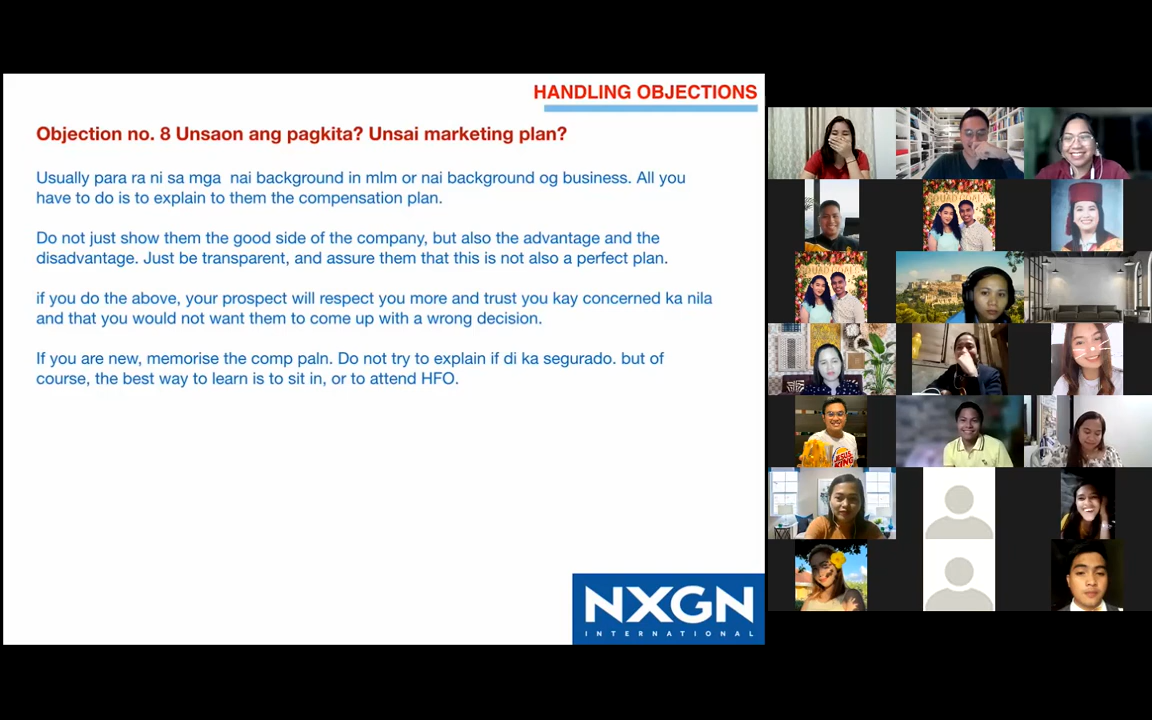 HANDLING OBJECTIONS
Objection no. 8 Unsaon ang pagkita? Unsai marketing plan?
Usually para ra ni sa mga nai background in mlm or nai background og business. All you
have to do is to explain to them the compensation plan.
Do not just show them the good side of the company, but also the advantage and the
disadvantage. Just be transparent, and assure them that this is not also a perfect plan.
if you do the above, your prospect will respect you more and trust you kay concerned ka nila
and that you would not want them to come up with a wrong decision.
If you are new, memorise the comp paln. Do not try to explain if di ka segurado. but of
course, the best way to learn is to sit in, or to attend HFO.
NXGN
INTERNATIONAL
JESUS
KING